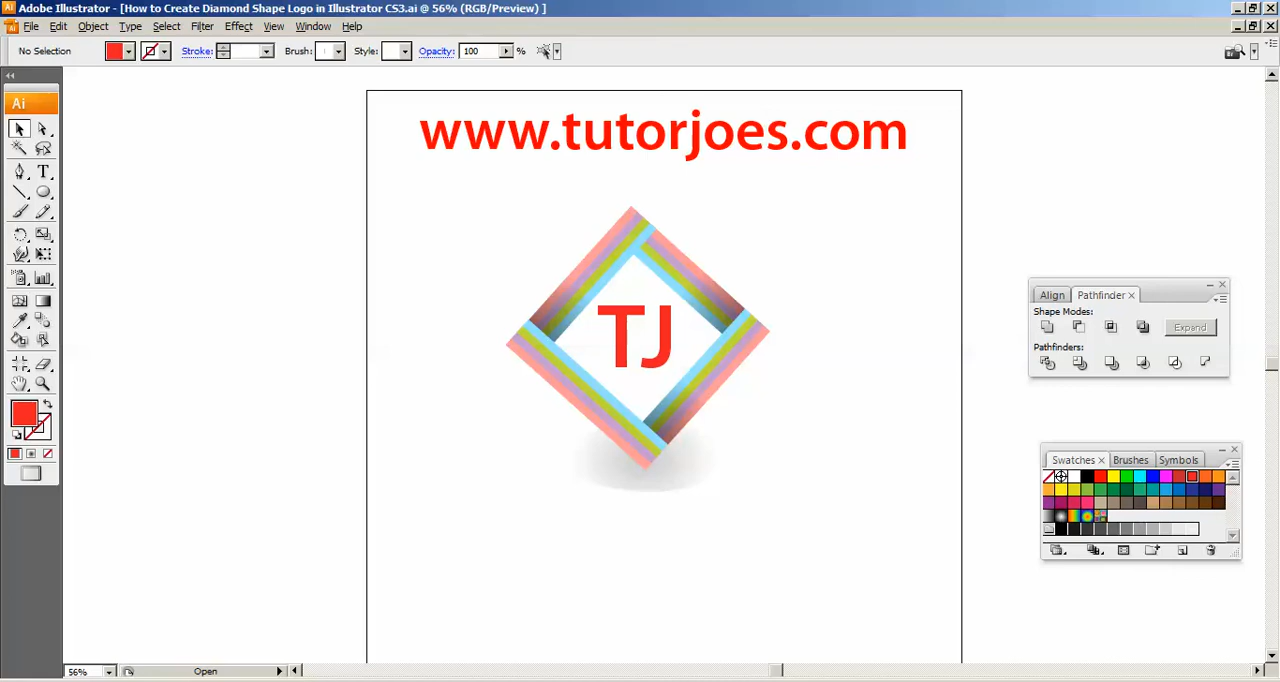 Adobe Illustrator - [How to Create Diamond Shape Logo in Illustrator CS3.ai @ 56% (RGB/Preview) ]
File Edit Object Type Select Filter Effect View Window Help
No Selection Stroke: Brush: Style: Opacity: 100 %
Ai
www.tutorjoes.com
TJ
T
Align Pathfinder
Shape Modes:
Expand
Pathfinders:
Swatches Brushes Symbols
56% Open